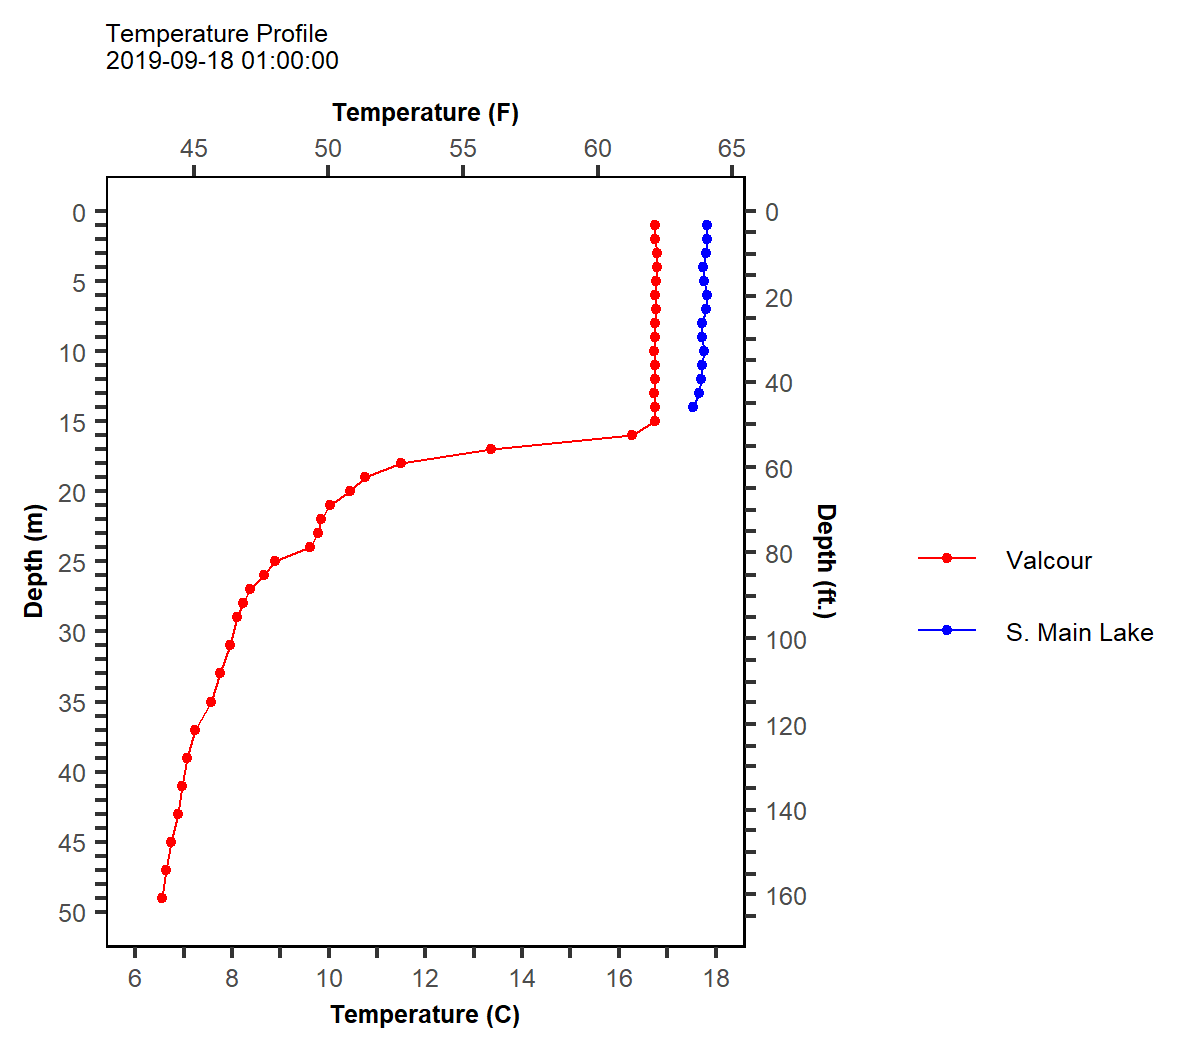 Temperature Profile
2019-09-18 01:00:00
Temperature (F)
45 50 55 60 65
0 0
5 20
10 40
15 60
20 80
25 100
30 120
35 140
40 160
45
50
Depth (m)
Depth (ft.)
6 8 10 12 14 16 18
Temperature (C)
Valcour
S. Main Lake